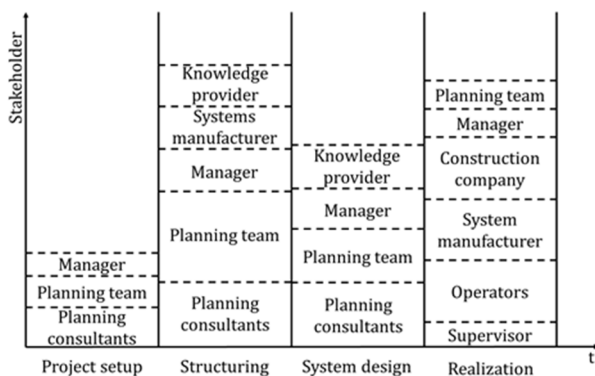 Stakeholder
Manager
Planning team
Planning
consultants
Project setup
Knowledge
provider
Systems
manufacturer
Manager
Planning team
Planning
consultants
Structuring
Knowledge
provider
Manager
Planning team
Planning
consultants
System design
Planning team
Manager
Construction
company
System
manufacturer
Operators
Supervisor
Realization
t